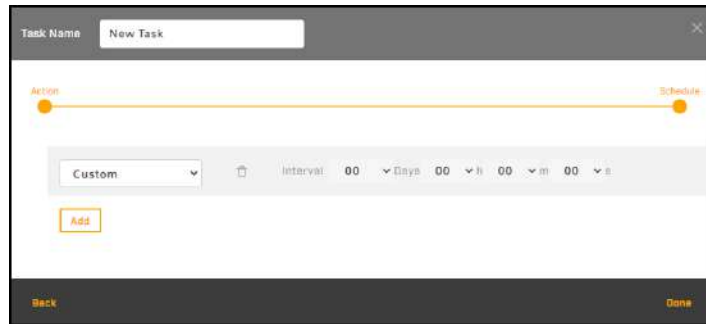 Task Name New Task
Action Schedule
Custom Interval 00 Days 00 h 00 m 00 s
Add
Back Done